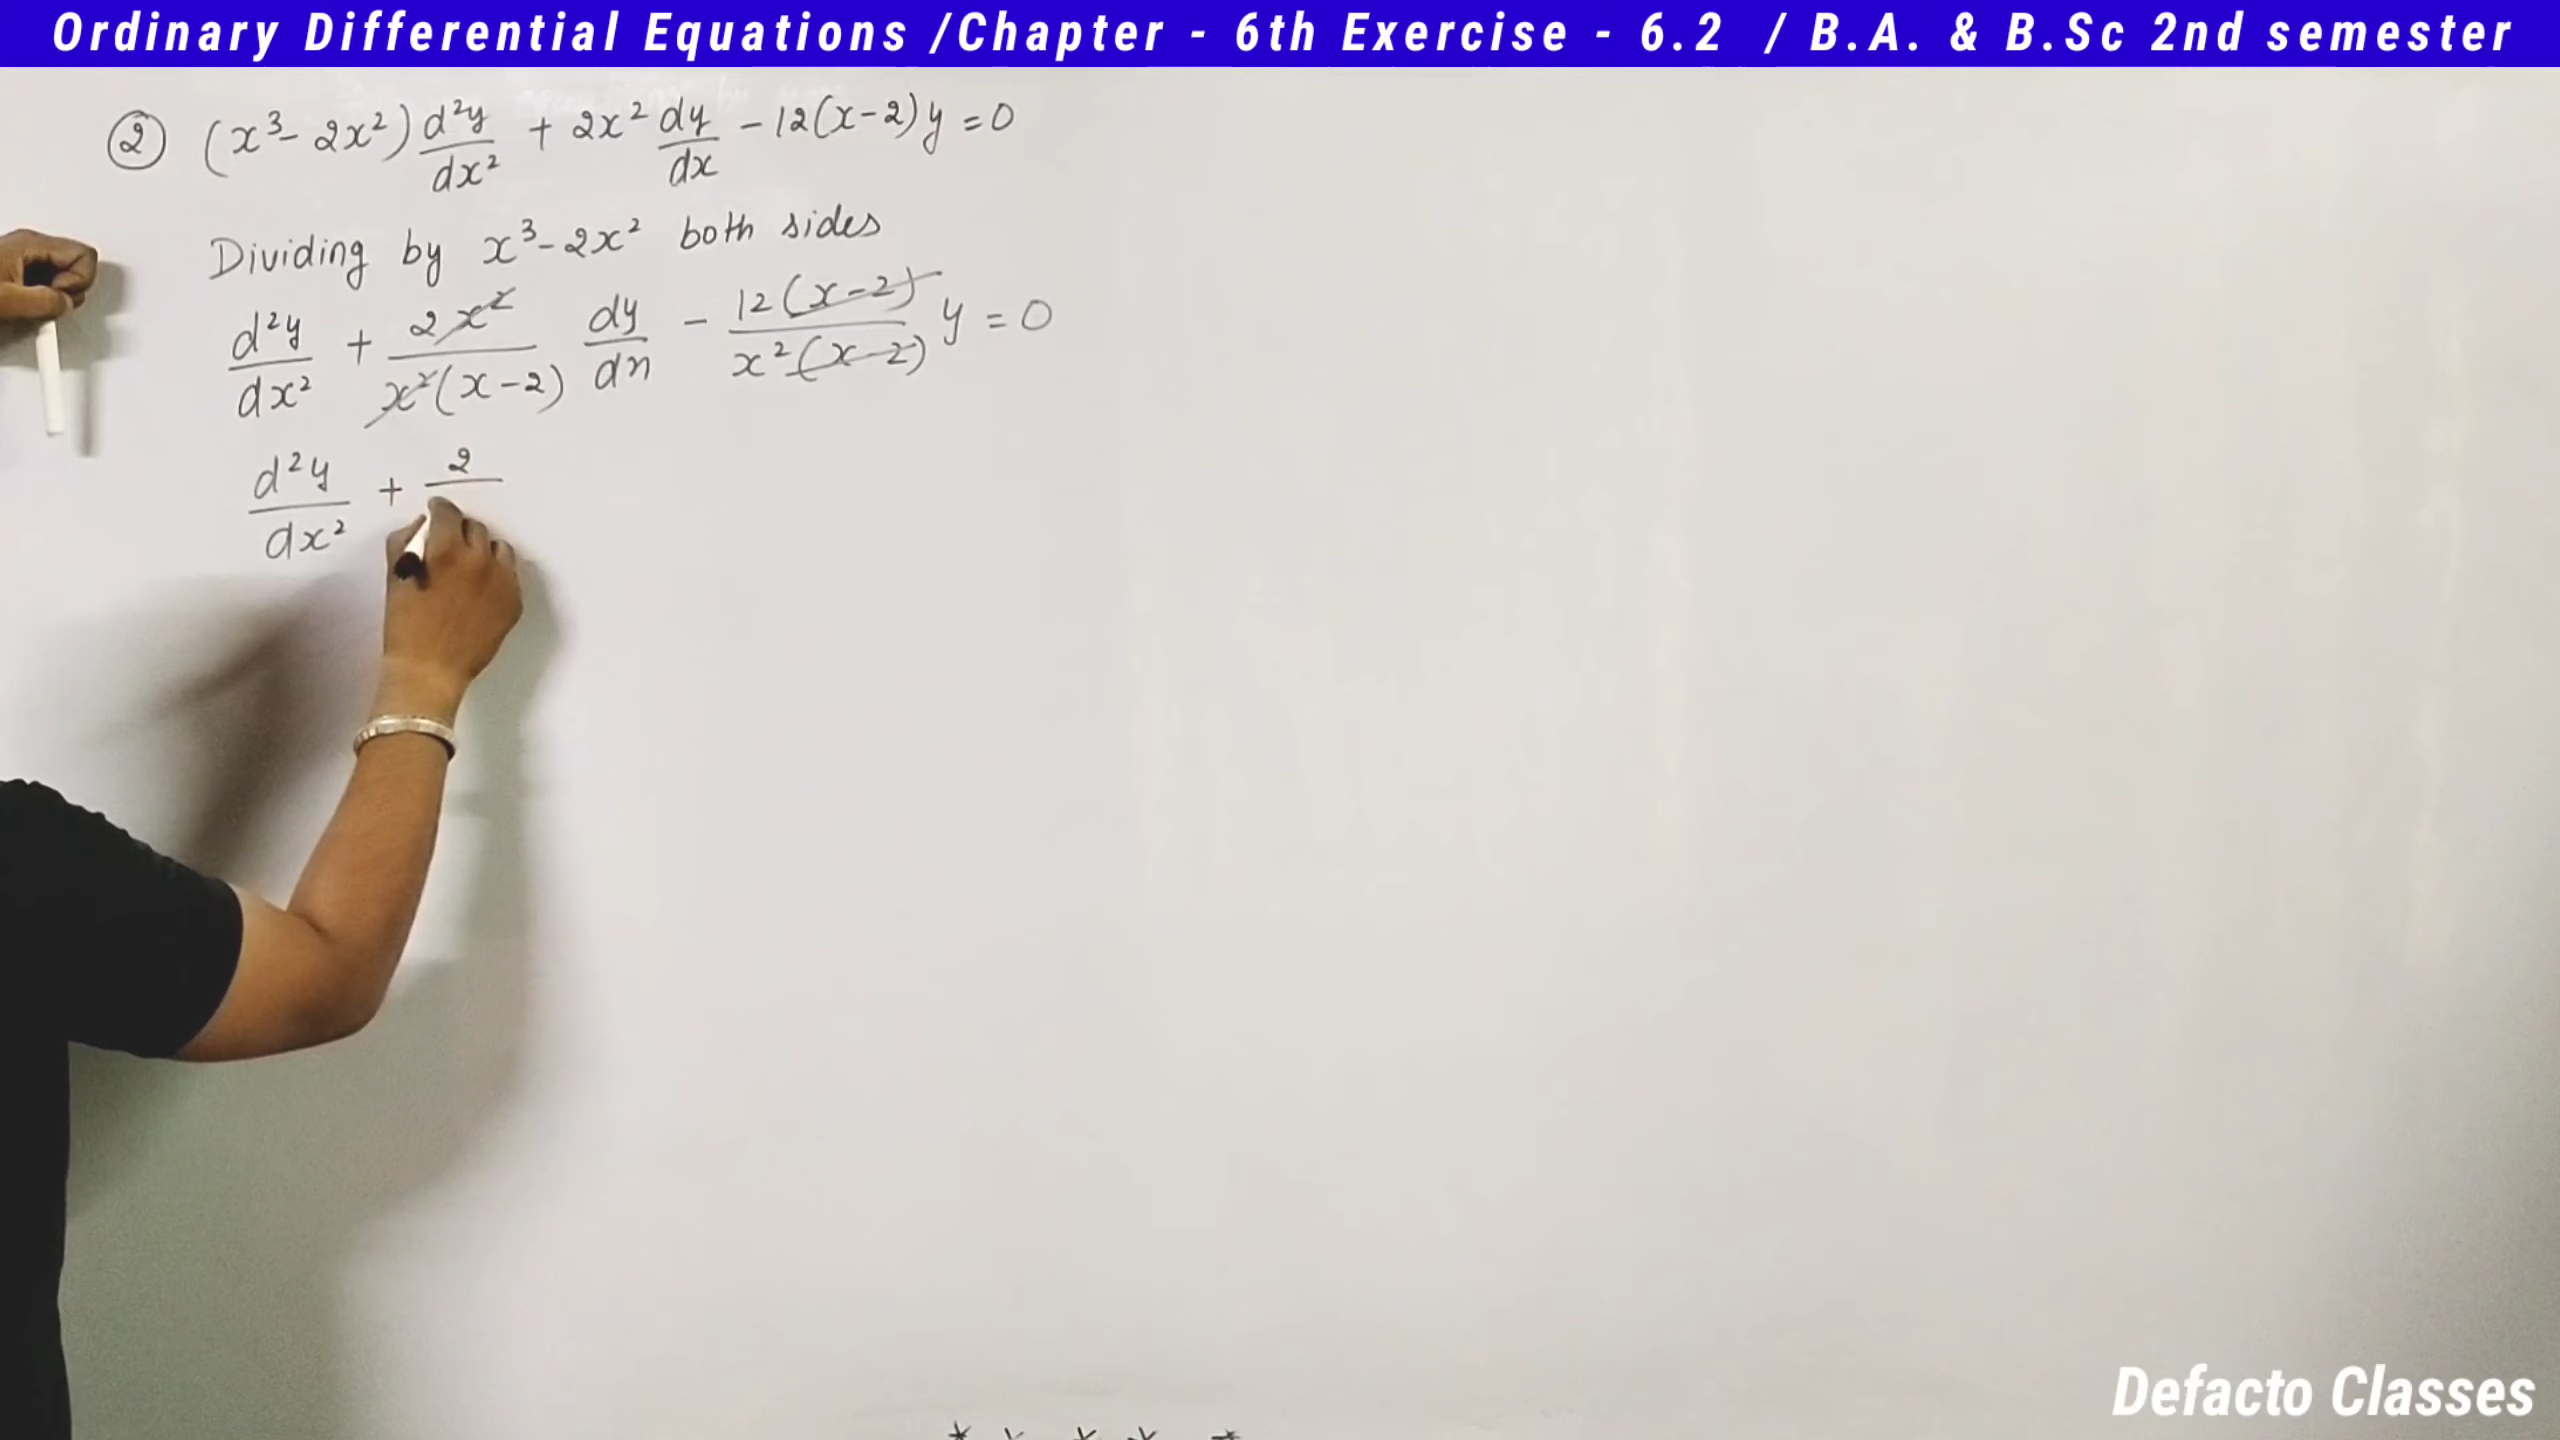 Ordinary Differential Equations /Chapter - 6th Exercise - 6.2 / B.A. & B.Sc 2nd semester
② (x³- 2x²) d²y/dx² + 2x² dy/dx - 12(x-2)y = 0
Dividing by x³-2x² both sides
d²y/dx² + 2x²/x²(x-2) dy/dn - 12(x-2)/x²(x-2) y = 0
d²y/dx² + 2/
Defacto Classes